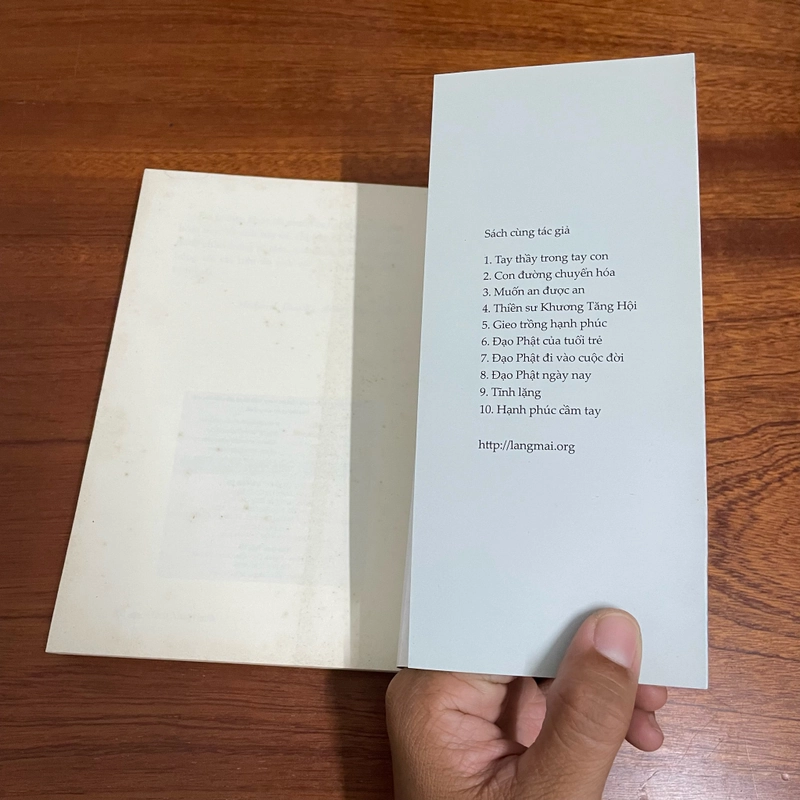 Sách cùng tác giả
1. Tay thầy trong tay con
2. Con đường chuyển hóa
3. Muốn an được an
4. Thiền sư Khương Tăng Hội
5. Gieo trồng hạnh phúc
6. Đạo Phật của tuổi trẻ
7. Đạo Phật đi vào cuộc đời
8. Đạo Phật ngày nay
9. Tĩnh lặng
10. Hạnh phúc cầm tay
http://langmai.org